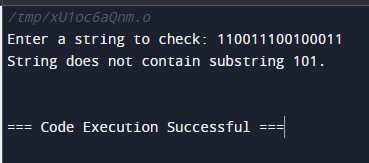 /tmp/xU1oc6aQnm.o
Enter a string to check: 110011100100011
String does not contain substring 101.
=== Code Execution Successful ===